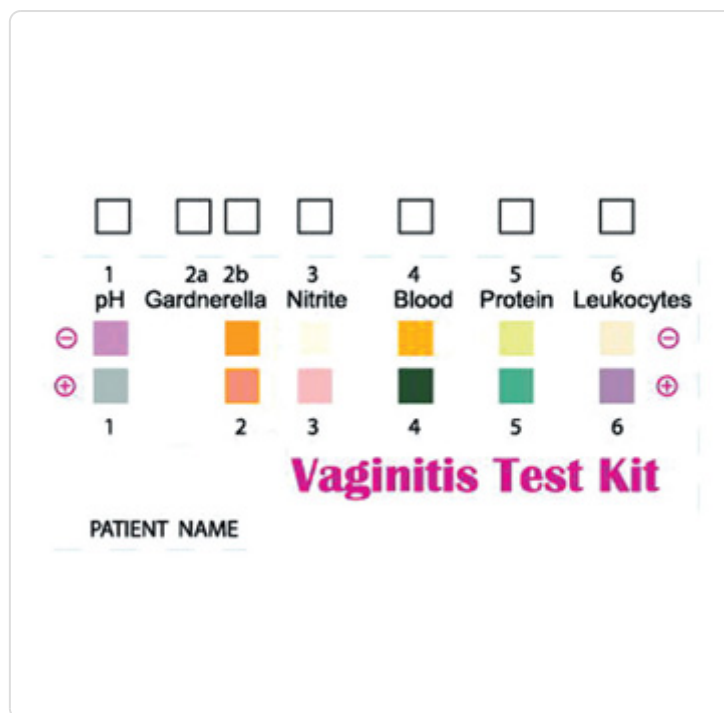 1 2a 2b 3 4 5 6
pH Gardnerella Nitrite Blood Protein Leukocytes
⊖ ⊖
⊕ ⊕
1 2 3 4 5 6
Vaginitis Test Kit
PATIENT NAME